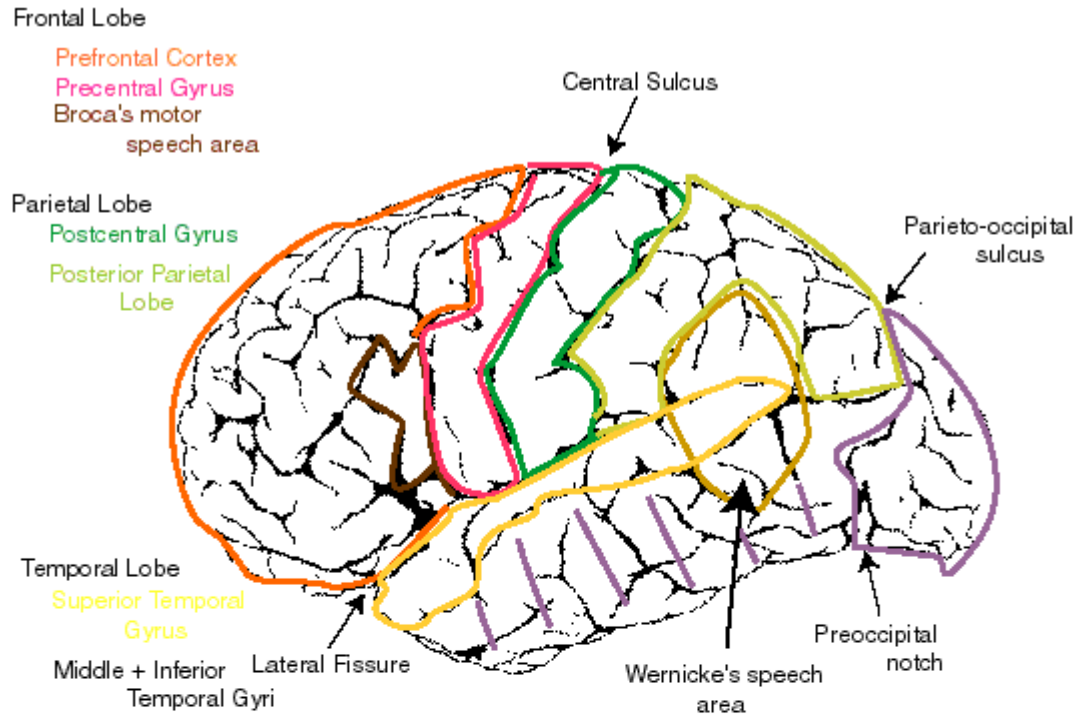 Frontal Lobe
Prefrontal Cortex
Precentral Gyrus
Broca's motor
speech area
Central Sulcus
Parietal Lobe
Postcentral Gyrus
Posterior Parietal
Lobe
Parieto-occipital
sulcus
Temporal Lobe
Superior Temporal
Gyrus
Middle + Inferior
Temporal Gyri
Lateral Fissure
Wernicke's speech
area
Preoccipital
notch